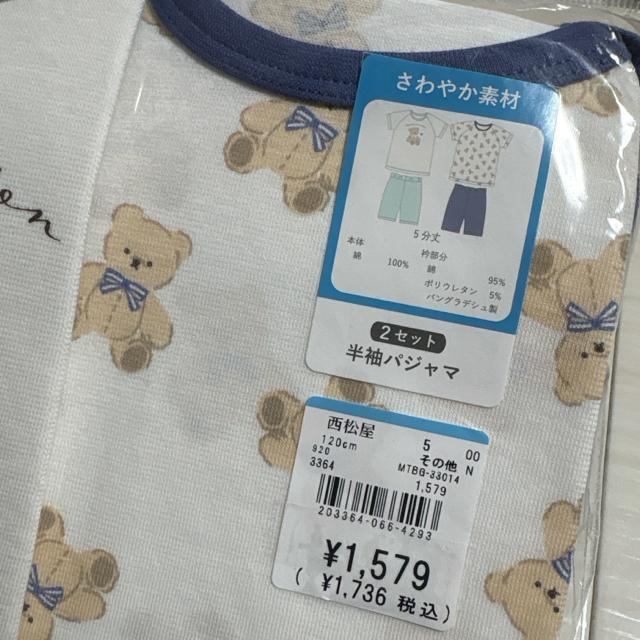 さわやか素材
5分丈
本体
綿 100%
衿部分
綿 95%
ポリウレタン 5%
バングラデシュ製
2セット
半袖パジャマ
西松屋 5 00
120cm その他 N
920 MTBG-33014
3364 1,579
203364-066-4293
¥1,579
( ¥1,736 税込)